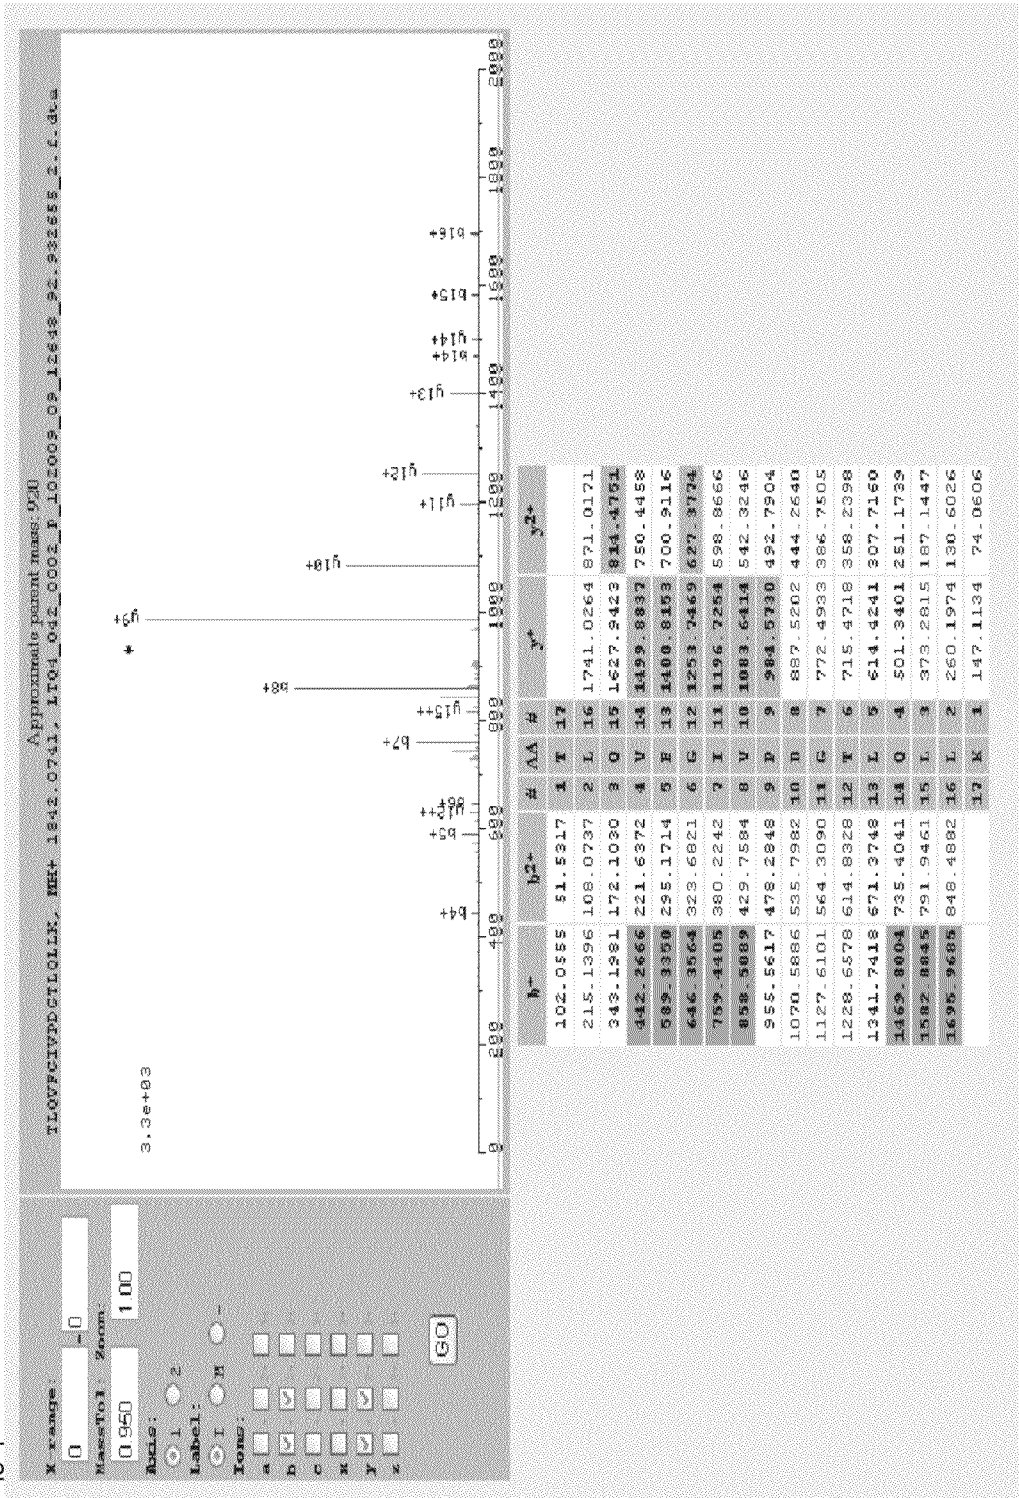 X range:
0 - 0
MassTol: Zoom:
0.950 1.00
Axis:
1 2
Label:
I M -
Ions:
a
b
c
x
y
z
GO
Approximate parent mass:
MH+ 1842.0741,
3.3e+03
b4+
b5+
y12++
b6+
b7+
y15++
b8+
*
y9+
y10+
y11+
y12+
y13+
b14+
y14+
b15+
b16+
0 200 400 600 800 1000 1200 1400 1600 1800 2000
b+ b2+ # AA # y+ y2+
102.0555 51.5317 1 T 17
215.1396 108.0737 2 L 16 1741.0264 871.0171
343.1981 172.1030 3 Q 15 1627.9423 814.4751
442.2666 221.6372 4 V 14 1499.8837 750.4458
589.3350 295.1714 5 F 13 1400.8153 700.9116
646.3564 323.6821 6 G 12 1253.7469 627.3774
759.4405 380.2242 7 I 11 1196.7254 598.8666
858.5089 429.7584 8 V 10 1083.6414 542.3246
955.5617 478.2848 9 P 9 984.5730 492.7904
1070.5886 535.7982 10 D 8 887.5202 444.2640
1127.6101 564.3090 11 G 7 772.4933 386.7505
1228.6578 614.8328 12 T 6 715.4718 358.2398
1341.7418 671.3748 13 L 5 614.4241 307.7160
1469.8004 735.4041 14 Q 4 501.3401 251.1739
1582.8845 791.9461 15 L 3 373.2815 187.1447
1695.9685 848.4882 16 L 2 260.1974 130.6026
17 K 1 147.1134 74.0606